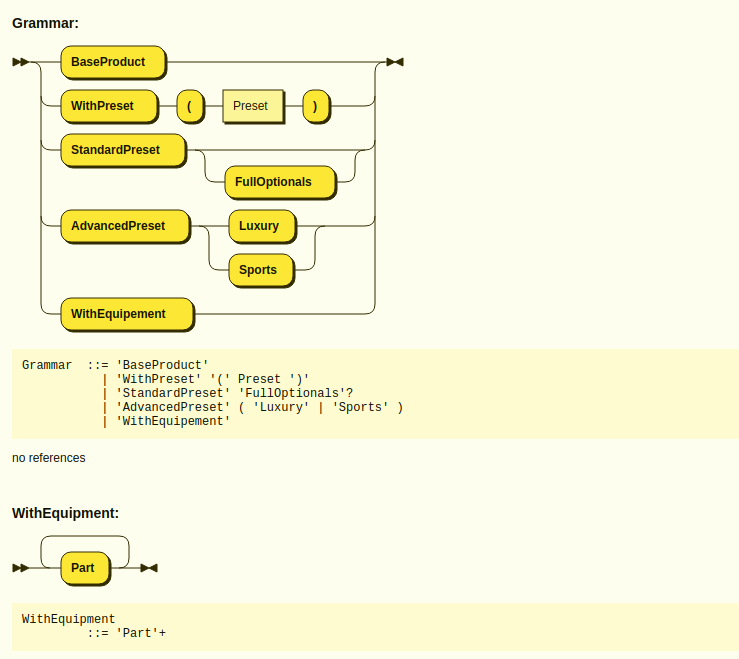 Grammar:
BaseProduct
WithPreset ( Preset )
StandardPreset
FullOptionals
AdvancedPreset Luxury
Sports
WithEquipement
Grammar ::= 'BaseProduct'
| 'WithPreset' '(' Preset ')'
| 'StandardPreset' 'FullOptionals'?
| 'AdvancedPreset' ( 'Luxury' | 'Sports' )
| 'WithEquipement'
no references
WithEquipment:
Part
WithEquipment
::= 'Part'+